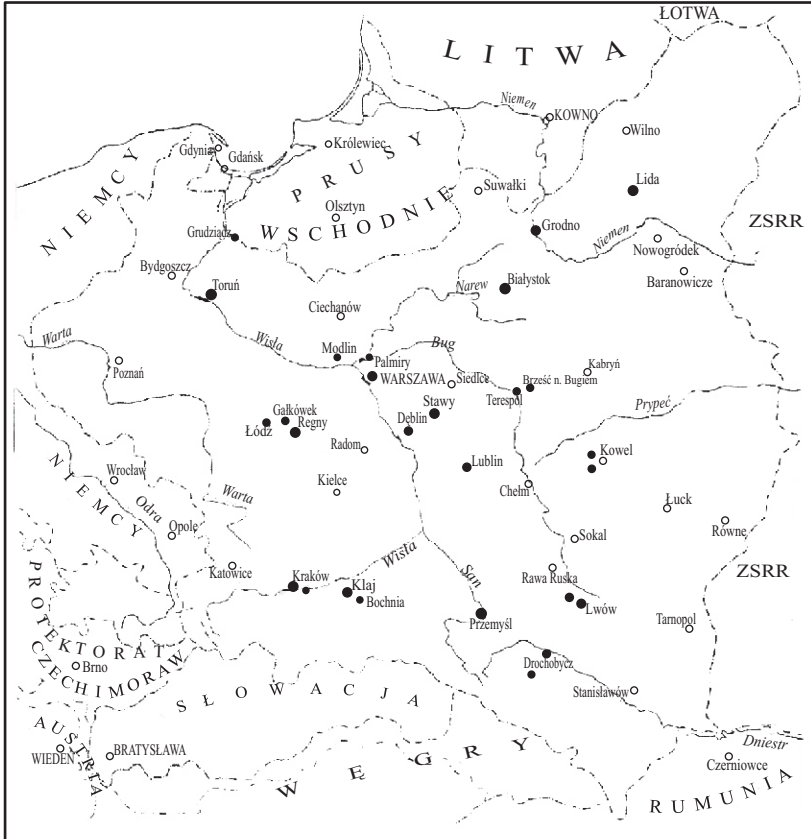 ŁOTWA
LITWA
Niemen
KOWNO
Wilno
Gdynia
Gdańsk
Królewiec
PRUSY
WSCHODNIE
NIEMCY
Suwałki
Lida
Olsztyn
Grudziądz
Grodno
Niemen
ZSRR
Nowogródek
Bydgoszcz
Toruń
Baranowicze
Białystok
Narew
Ciechanów
Warta
Wisła
Bug
Modlin
Palmiry
Poznań
WARSZAWA
Siedlce
Kabryń
Brześć n. Bugiem
Terespol
Stawy
Prypeć
Gałkówek
Łódź
Regny
Dęblin
Radom
Kowel
NIEMCY
Wrocław
Lublin
Kielce
Chełm
Warta
Odra
Łuck
Opole
Równe
Sokal
Wisła
Katowice
Kraków
Kłaj
Bochnia
San
Rawa Ruska
ZSRR
Lwów
Przemyśl
Tarnopol
PROTEKTORAT
CZECH I MORAW
Brno
Drochobycz
SŁOWACJA
Stanisławów
AUSTRIA
WIEDEŃ
BRATYSŁAWA
WĘGRY
Dniestr
Czerniowce
RUMUNIA